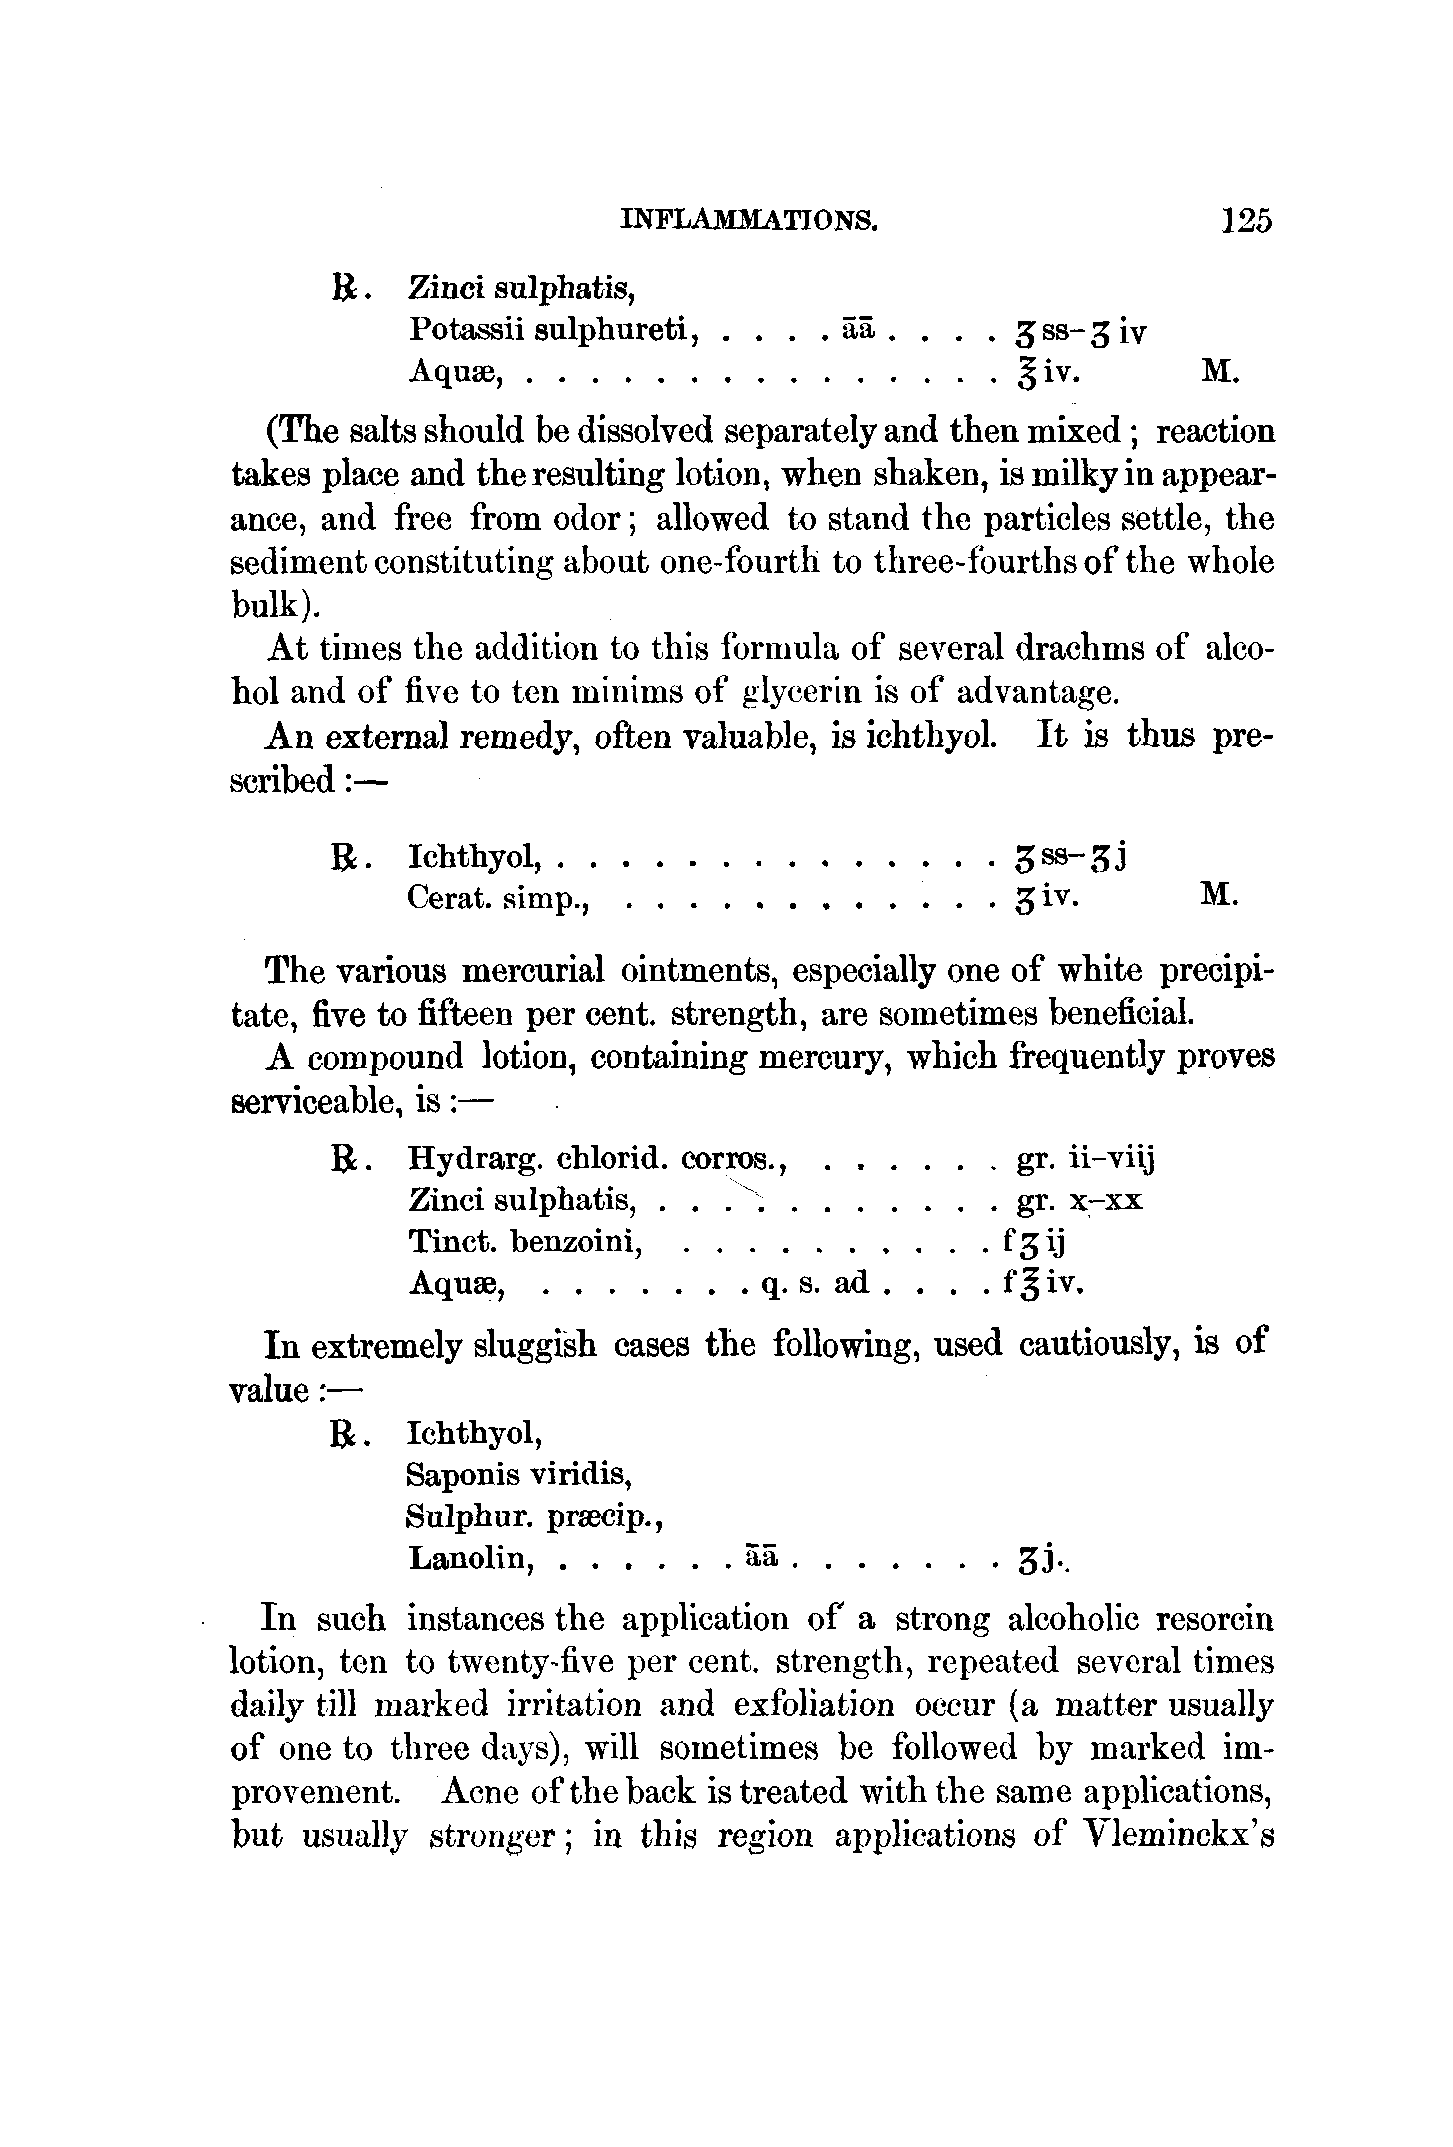 INFLAMMATIONS. 125
℞. Zinci sulphatis,
Potassii sulphureti, . . . . āā . . . . ʒss–ʒiv
Aquæ, . . . . . . . . . . . . . . . ℥iv. M.
(The salts should be dissolved separately and then mixed ; reaction
takes place and the resulting lotion, when shaken, is milky in appear-
ance, and free from odor ; allowed to stand the particles settle, the
sediment constituting about one-fourth to three-fourths of the whole
bulk).
At times the addition to this formula of several drachms of alco-
hol and of five to ten minims of glycerin is of advantage.
An external remedy, often valuable, is ichthyol. It is thus pre-
scribed :—
℞. Ichthyol, . . . . . . . . . . . . . . ʒss–ʒj
Cerat. simp., . . . . . . . . . . . . ʒiv. M.
The various mercurial ointments, especially one of white precipi-
tate, five to fifteen per cent. strength, are sometimes beneficial.
A compound lotion, containing mercury, which frequently proves
serviceable, is :—
℞. Hydrarg. chlorid. corros., . . . . . . gr. ii–viij
Zinci sulphatis, . . . . . . . . . . . gr. x–xx
Tinct. benzoini, . . . . . . . . . . fʒij
Aquæ, . . . . . . . q. s. ad . . . . f℥iv.
In extremely sluggish cases the following, used cautiously, is of
value :—
℞. Ichthyol,
Saponis viridis,
Sulphur. præcip.,
Lanolin, . . . . . . āā . . . . . . . ʒj.
In such instances the application of a strong alcoholic resorcin
lotion, ten to twenty-five per cent. strength, repeated several times
daily till marked irritation and exfoliation occur (a matter usually
of one to three days), will sometimes be followed by marked im-
provement. Acne of the back is treated with the same applications,
but usually stronger ; in this region applications of Vleminckx's